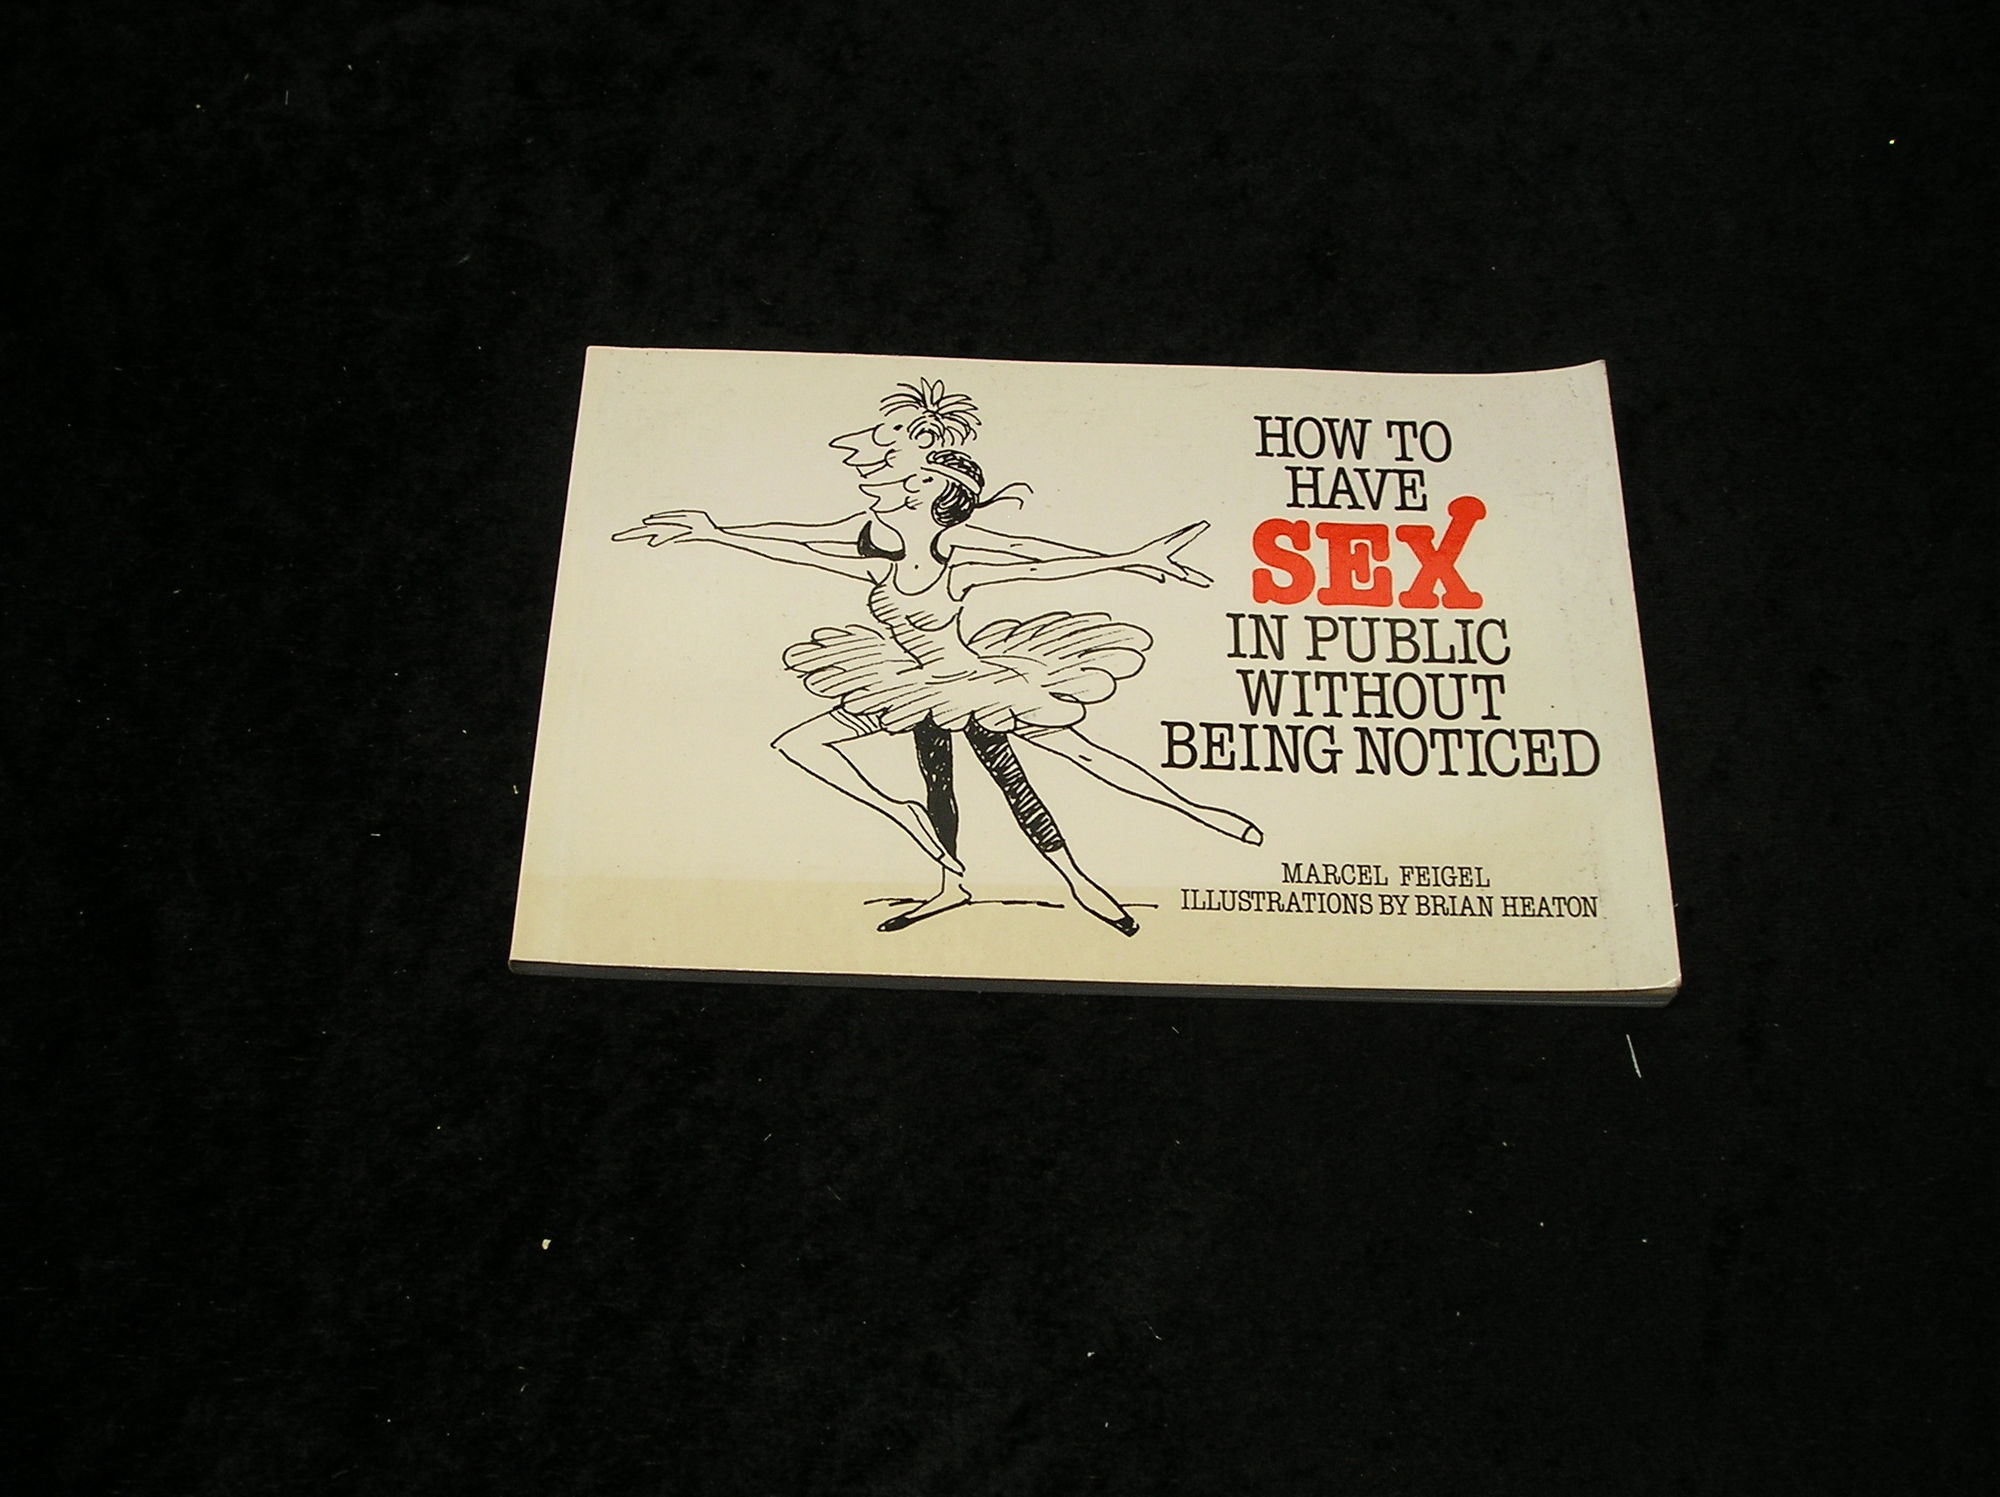 HOW TO
HAVE
SEX
IN PUBLIC
WITHOUT
BEING NOTICED
MARCEL FEIGEL
ILLUSTRATIONS BY BRIAN HEATON